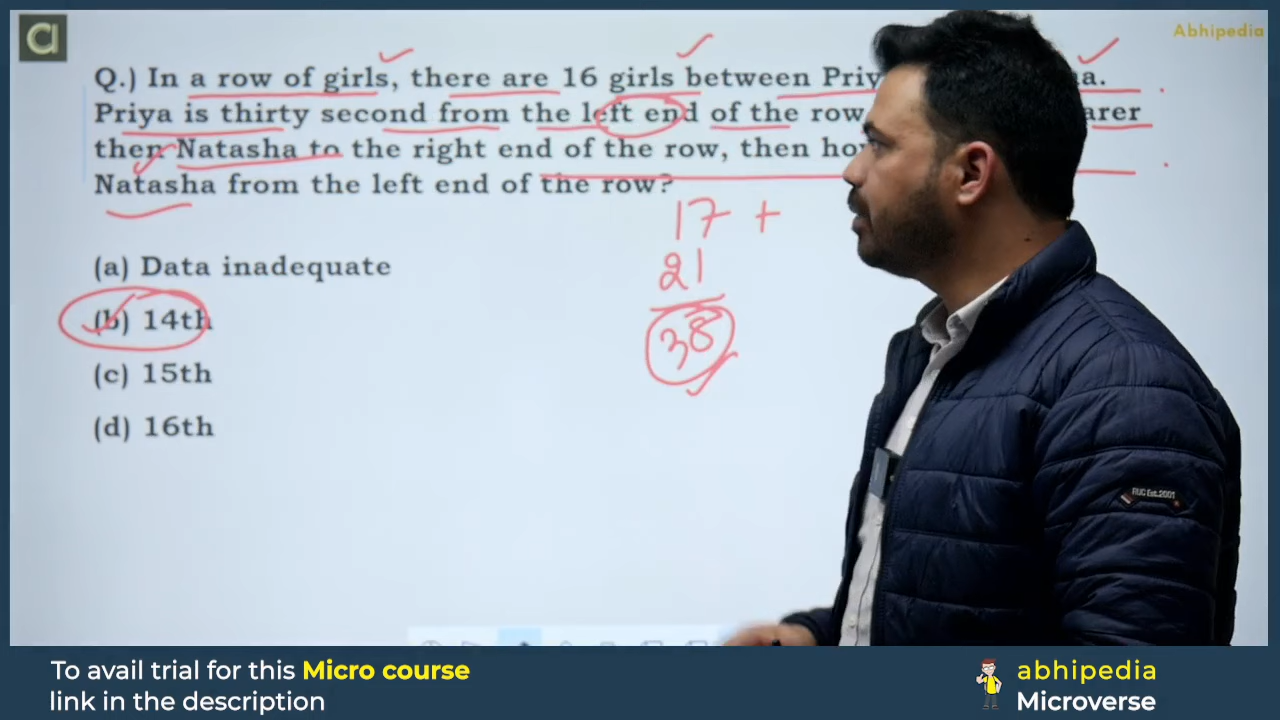 Abhipedia
Q.) In a row of girls, there are 16 girls between
Priya is thirty second from the left end of the row
then Natasha to the right end of the row, then
Natasha from the left end of the row?
17 +
21
38
(a) Data inadequate
(b) 14th
(c) 15th
(d) 16th
RUC Est.2001
To avail trial for this Micro course
link in the description
abhipedia
Microverse